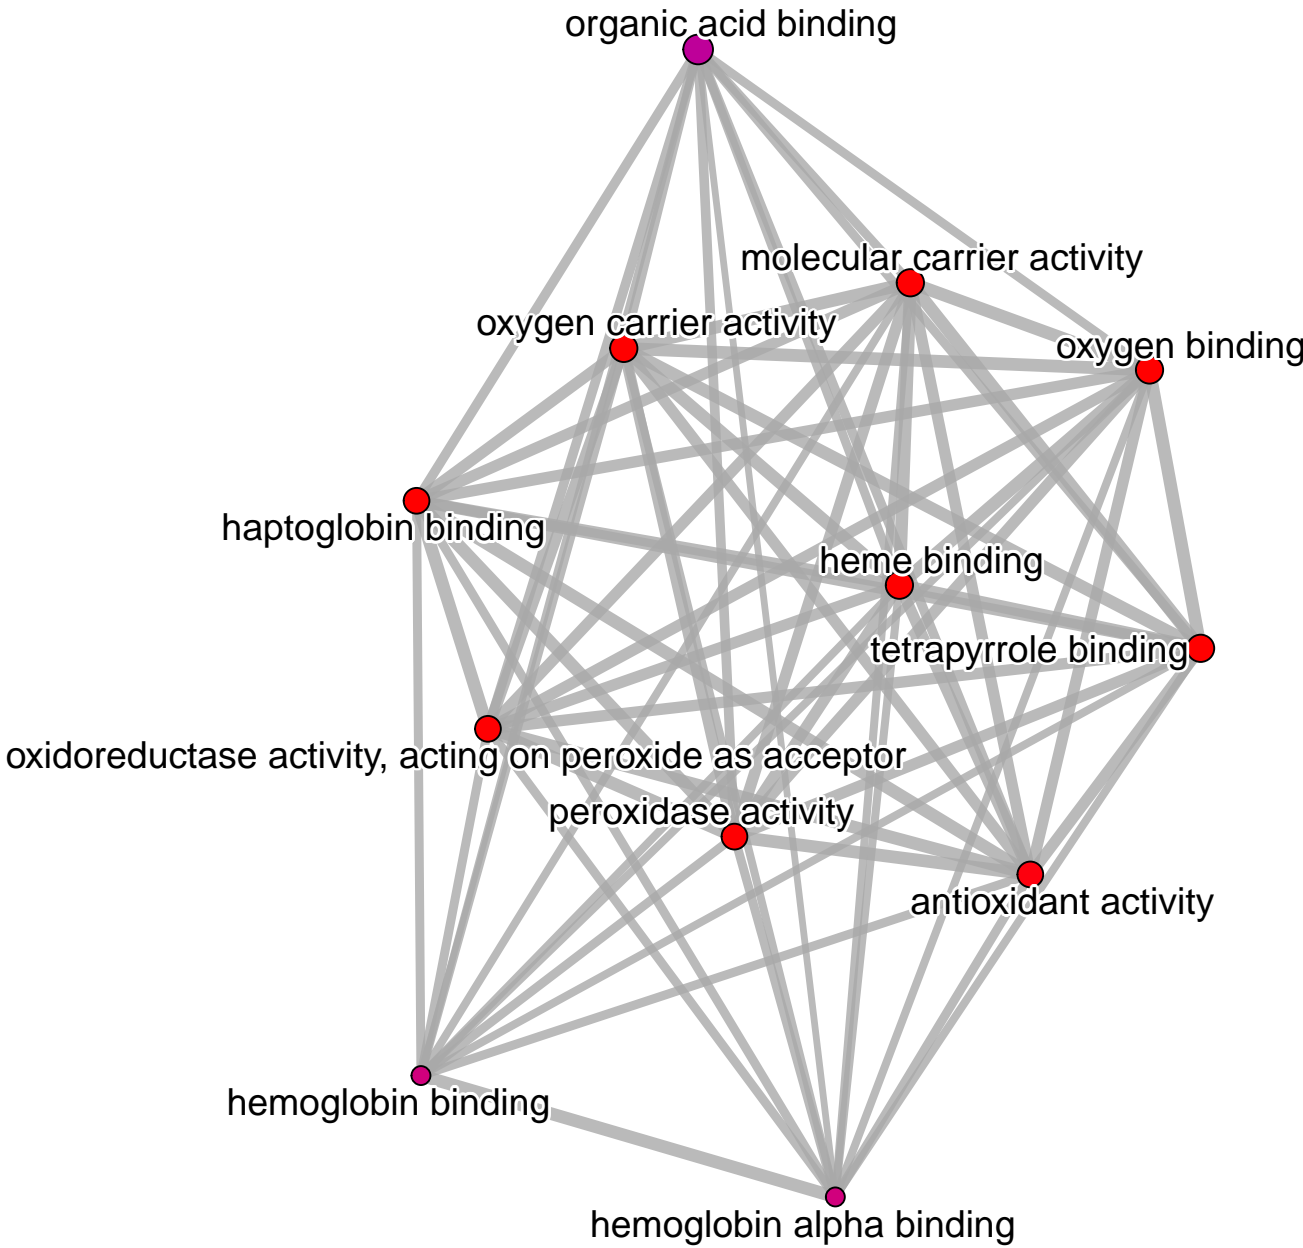 organic acid binding
molecular carrier activity
oxygen carrier activity
oxygen binding
haptoglobin binding
heme binding
tetrapyrrole binding
oxidoreductase activity, acting on peroxide as acceptor
peroxidase activity
antioxidant activity
hemoglobin binding
hemoglobin alpha binding